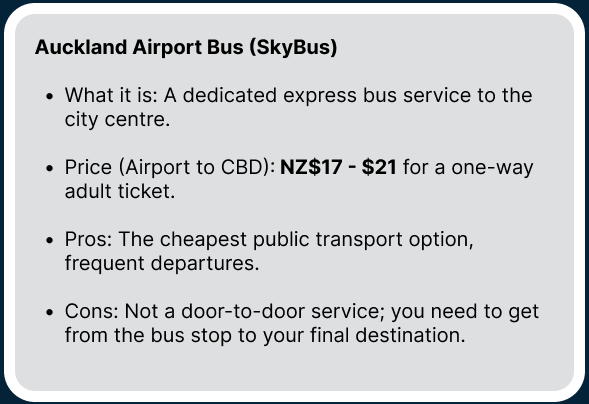 Auckland Airport Bus (SkyBus)
• What it is: A dedicated express bus service to the
city centre.
• Price (Airport to CBD): NZ$17 - $21 for a one-way
adult ticket.
• Pros: The cheapest public transport option,
frequent departures.
• Cons: Not a door-to-door service; you need to get
from the bus stop to your final destination.